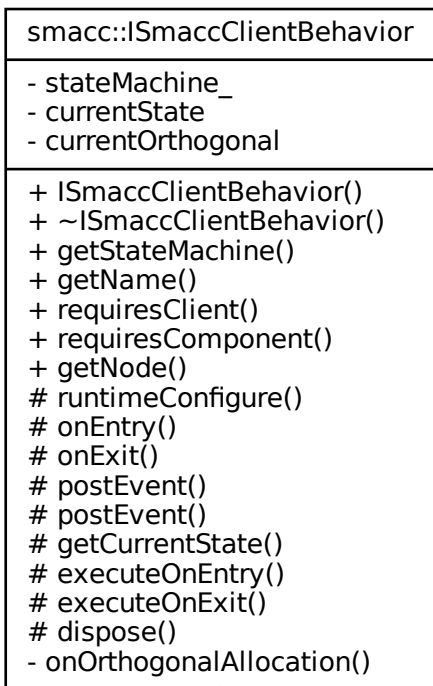 smacc::ISmaccClientBehavior
- stateMachine_
- currentState
- currentOrthogonal
+ ISmaccClientBehavior()
+ ~ISmaccClientBehavior()
+ getStateMachine()
+ getName()
+ requiresClient()
+ requiresComponent()
+ getNode()
# runtimeConfigure()
# onEntry()
# onExit()
# postEvent()
# postEvent()
# getCurrentState()
# executeOnEntry()
# executeOnExit()
# dispose()
- onOrthogonalAllocation()